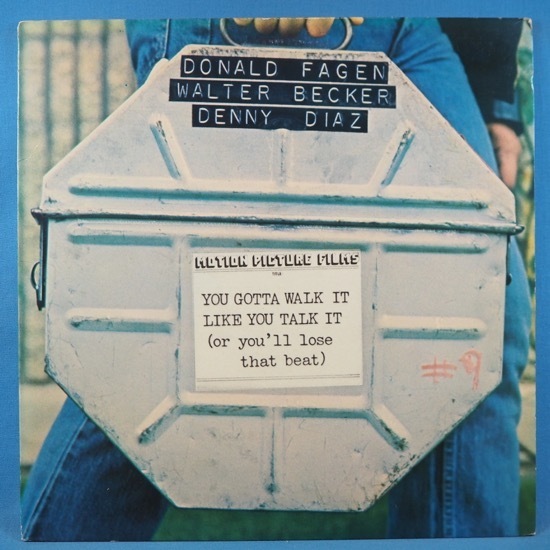 DONALD FAGEN
WALTER BECKER
DENNY DIAZ
MOTION PICTURE FILMS
TITLE
YOU GOTTA WALK IT
LIKE YOU TALK IT
(or you'll lose
that beat)
#9